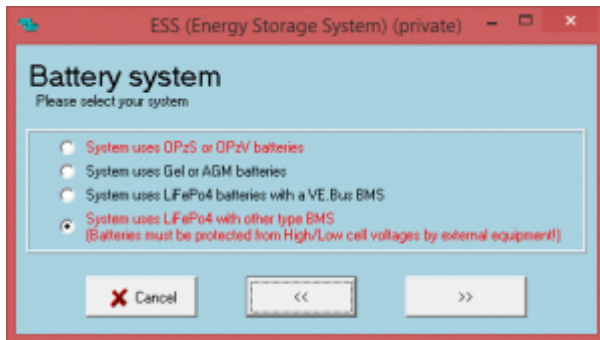 ESS (Energy Storage System) (private)
Battery system
Please select your system
System uses OPzS or OPzV batteries
System uses Gel or AGM batteries
System uses LiFePo4 batteries with a VE.Bus BMS
System uses LiFePo4 with other type BMS
(Batteries must be protected from High/Low cell voltages by external equipment!)
Cancel
<<
>>